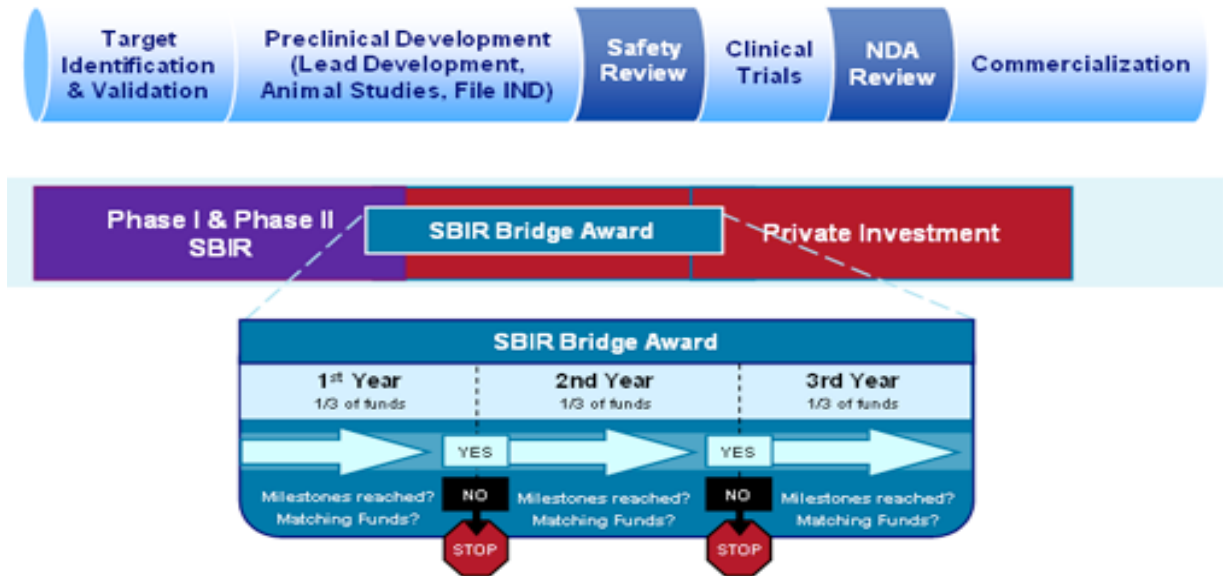 Target
Identification
& Validation
Preclinical Development
(Lead Development,
Animal Studies, File IND)
Safety
Review
Clinical
Trials
NDA
Review
Commercialization
Phase I & Phase II
SBIR
SBIR Bridge Award
Private Investment
SBIR Bridge Award
1st Year
1/3 of funds
2nd Year
1/3 of funds
3rd Year
1/3 of funds
YES
YES
NO
NO
Milestones reached?
Matching Funds?
Milestones reached?
Matching Funds?
Milestones reached?
Matching Funds?
STOP
STOP